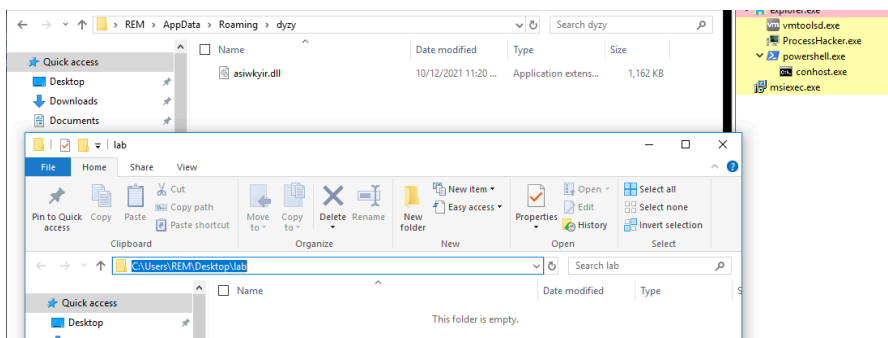 REM > AppData > Roaming > dyzy
Search dyzy
Name
Date modified
Type
Size
Quick access
Desktop
Downloads
Documents
asiwkyir.dll
10/12/2021 11:20 ...
Application extens...
1,162 KB
explorer.exe
vmtoolsd.exe
ProcessHacker.exe
powershell.exe
conhost.exe
msiexec.exe
lab
File
Home
Share
View
Pin to Quick access
Copy
Paste
Cut
Copy path
Paste shortcut
Clipboard
Move to
Copy to
Delete
Rename
Organize
New folder
New item
Easy access
New
Properties
Open
Edit
History
Open
Select all
Select none
Invert selection
Select
C:\Users\REM\Desktop\lab
Search lab
Name
Date modified
Type
S
Quick access
Desktop
This folder is empty.